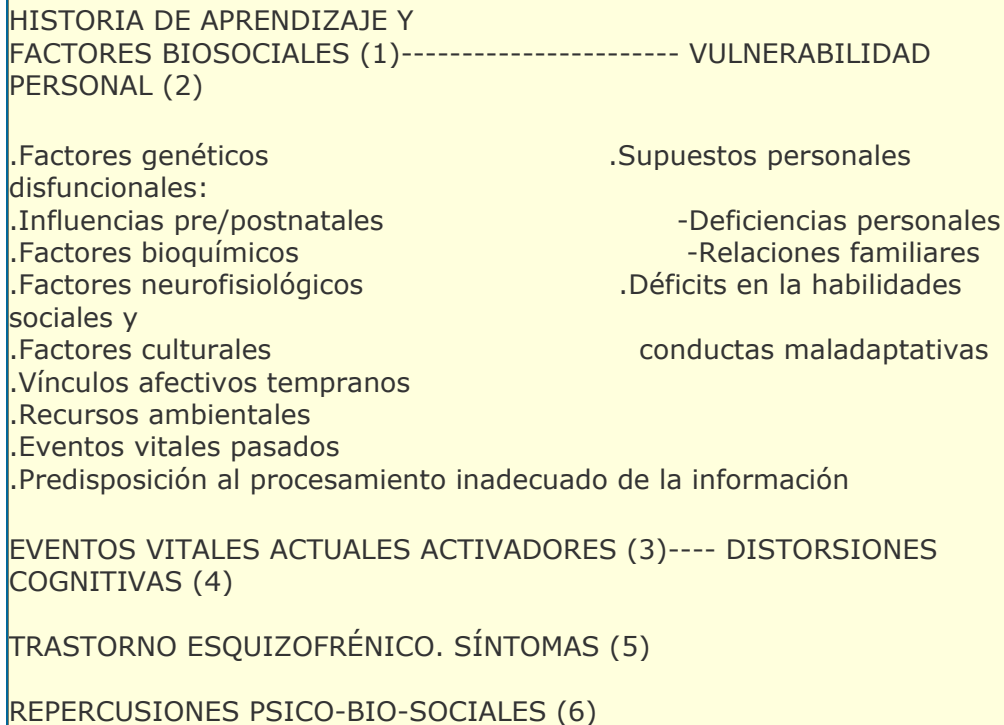 HISTORIA DE APRENDIZAJE Y
FACTORES BIOSOCIALES (1)----------------------- VULNERABILIDAD
PERSONAL (2)
.Factores genéticos .Supuestos personales
disfuncionales:
.Influencias pre/postnatales -Deficiencias personales
.Factores bioquímicos -Relaciones familiares
.Factores neurofisiológicos .Déficits en la habilidades
sociales y
.Factores culturales conductas maladaptativas
.Vínculos afectivos tempranos
.Recursos ambientales
.Eventos vitales pasados
.Predisposición al procesamiento inadecuado de la información
EVENTOS VITALES ACTUALES ACTIVADORES (3)---- DISTORSIONES
COGNITIVAS (4)
TRASTORNO ESQUIZOFRÉNICO. SÍNTOMAS (5)
REPERCUSIONES PSICO-BIO-SOCIALES (6)